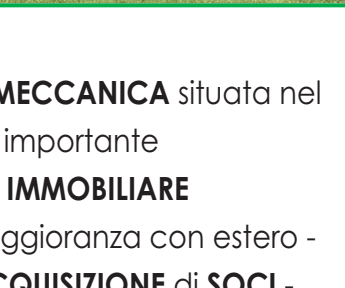 MECCANICA situata nel
importante
IMMOBILIARE
ggioranza con estero -
CQUISIZIONE di SOCI -